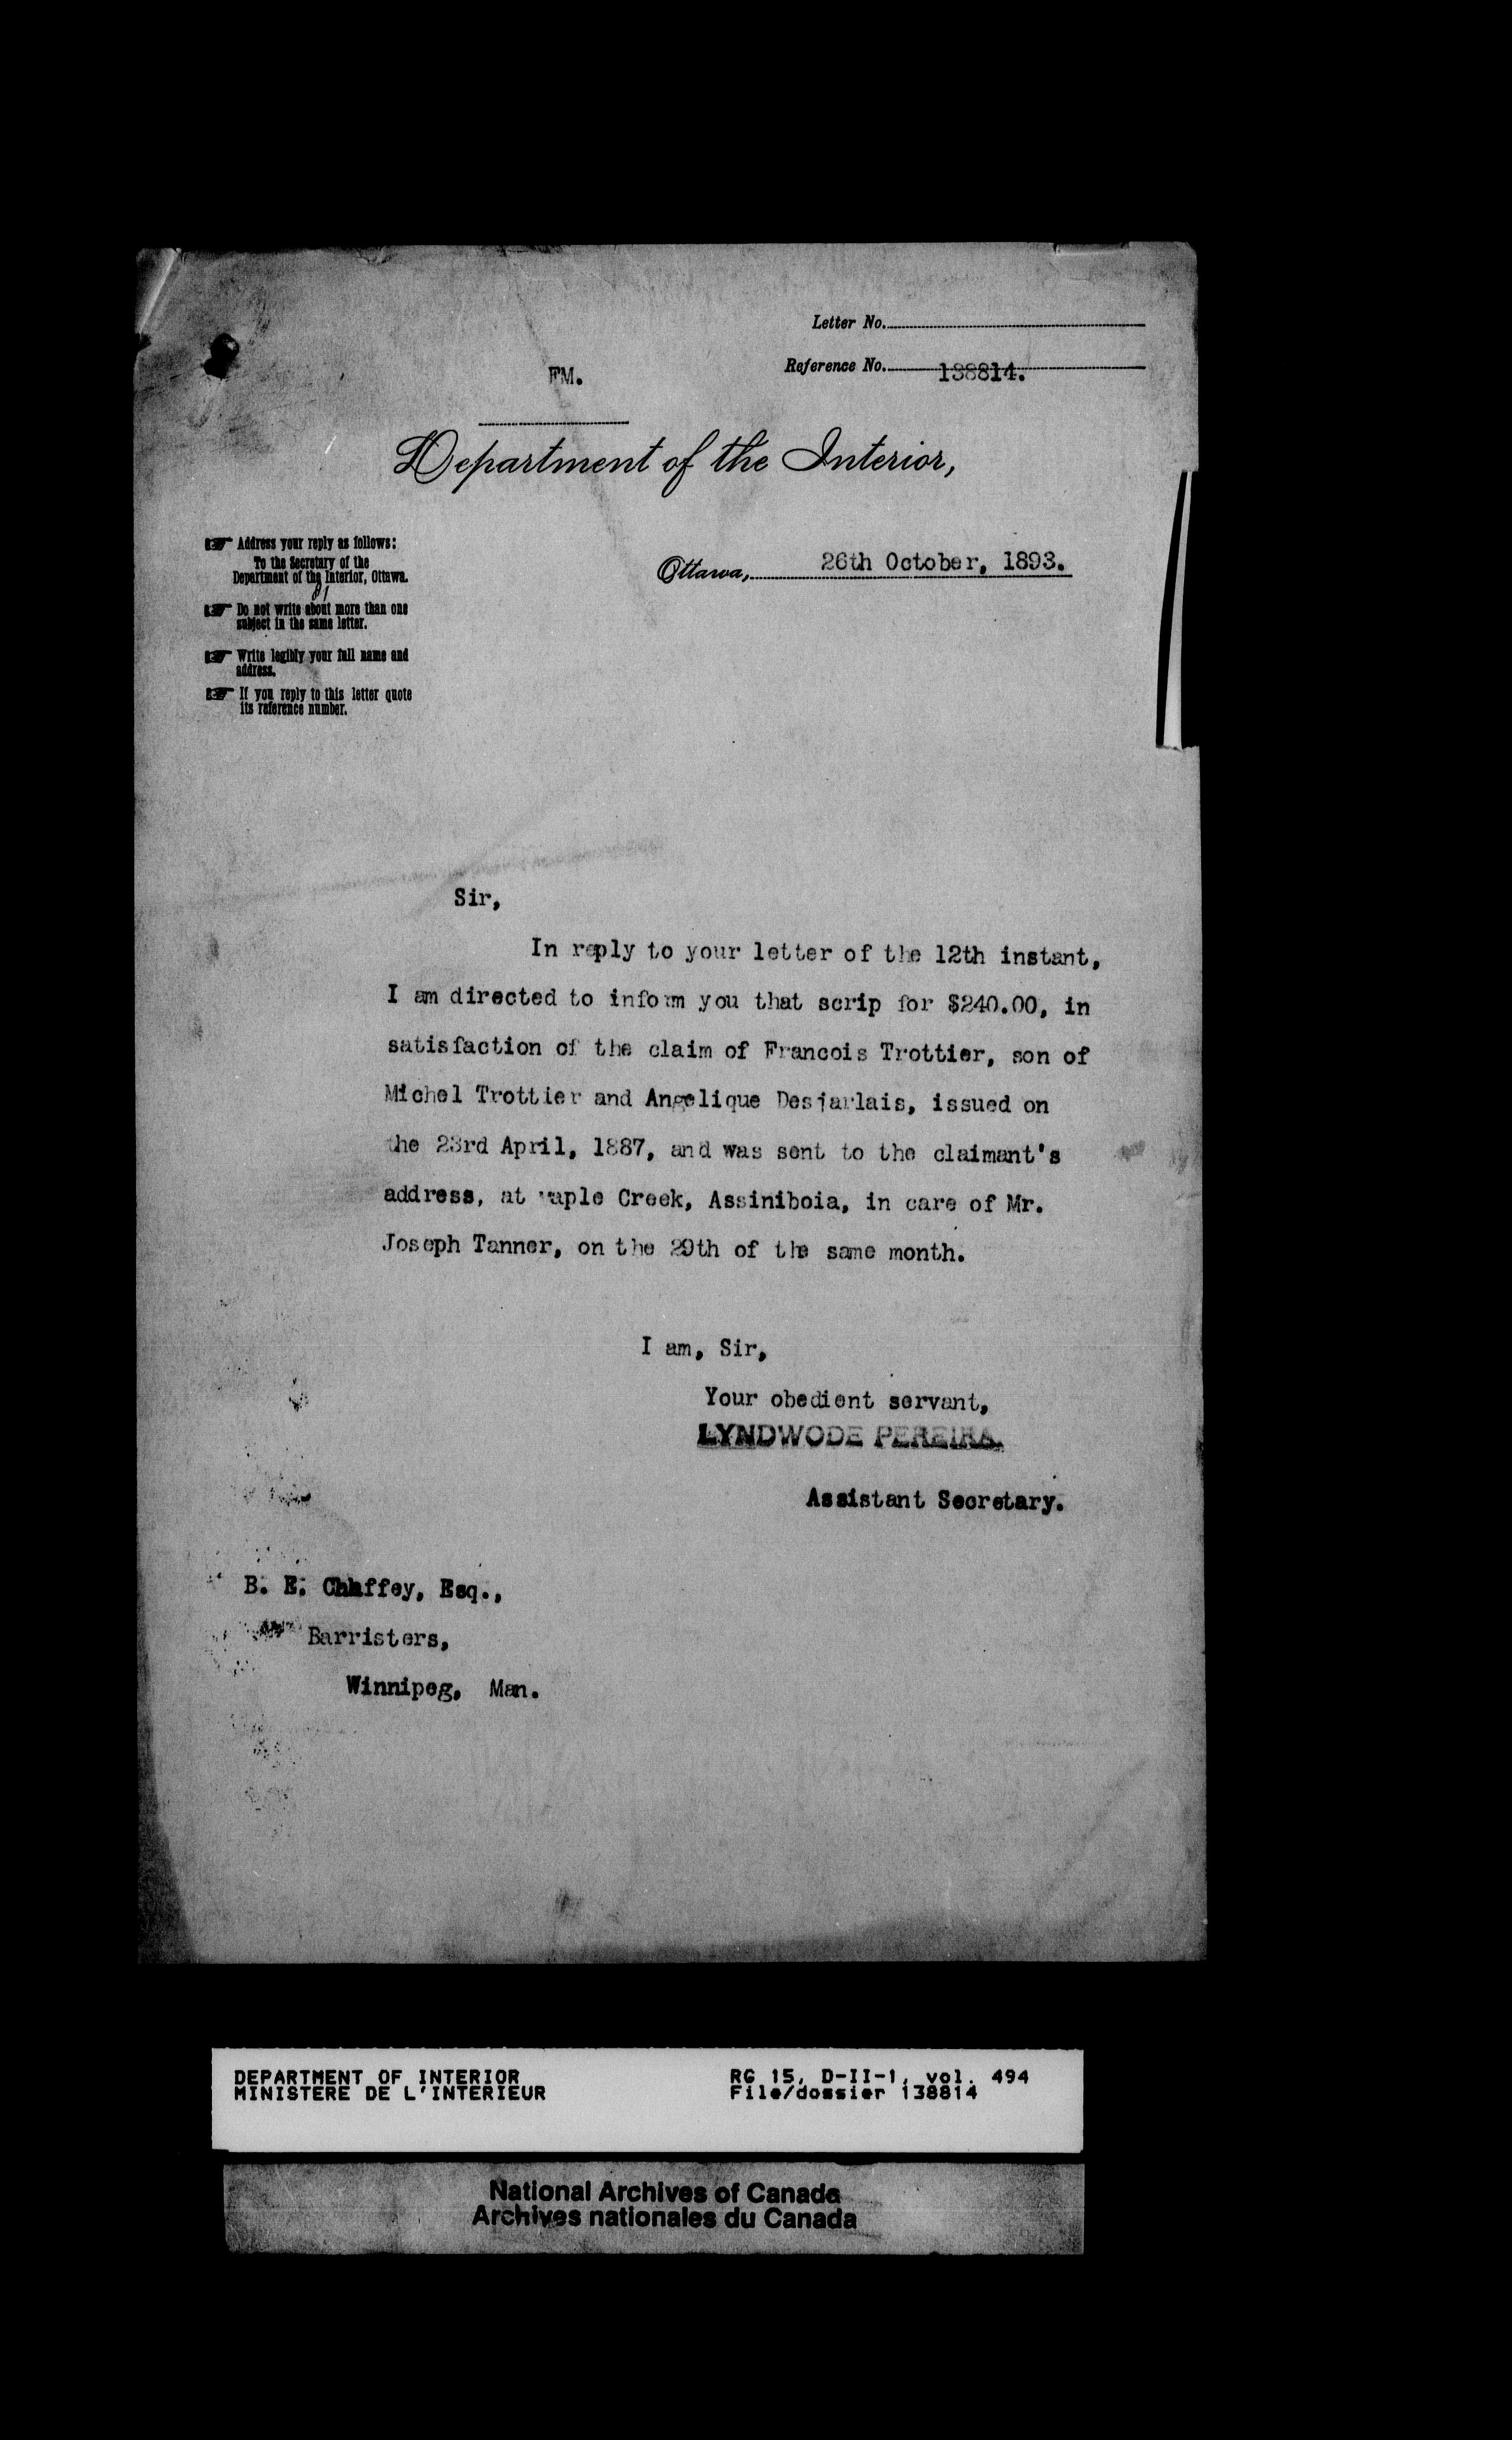 Letter No.
Reference No. 138814.
FM.
Department of the Interior,
Ottawa, 26th October, 1893.
Address your reply as follows:
To the Secretary of the
Department of the Interior, Ottawa.
Do not write about more than one
subject in the same letter.
Write legibly your full name and
address.
If you reply to this letter quote
its reference number.
Sir,
In reply to your letter of the 12th instant,
I am directed to inform you that scrip for $240.00, in
satisfaction of the claim of Francois Trottier, son of
Michel Trottier and Angelique Desjarlais, issued on
the 23rd April, 1887, and was sent to the claimant's
address, at Maple Creek, Assiniboia, in care of Mr.
Joseph Tanner, on the 29th of the same month.
I am, Sir,
Your obedient servant,
LYNDWODE PEREIRA.
Assistant Secretary.
B. E. Chaffey, Esq.,
Barristers,
Winnipeg, Man.
DEPARTMENT OF INTERIOR
MINISTERE DE L'INTERIEUR
RG 15, D-II-1, vol. 494
File/dossier 138814
National Archives of Canada
Archives nationales du Canada